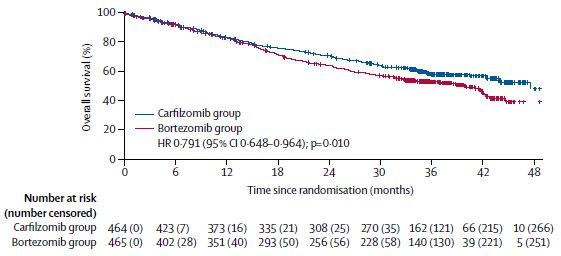 100
80
60
40
20
0
Overall survival (%)
Carfilzomib group
Bortezomib group
HR 0·791 (95% CI 0·648–0·964); p=0·010
0 6 12 18 24 30 36 42 48
Time since randomisation (months)
Number at risk
(number censored)
Carfilzomib group 464 (0) 423 (7) 373 (16) 335 (21) 308 (25) 270 (35) 162 (121) 66 (215) 10 (266)
Bortezomib group 465 (0) 402 (28) 351 (40) 293 (50) 256 (56) 228 (58) 140 (130) 39 (221) 5 (251)